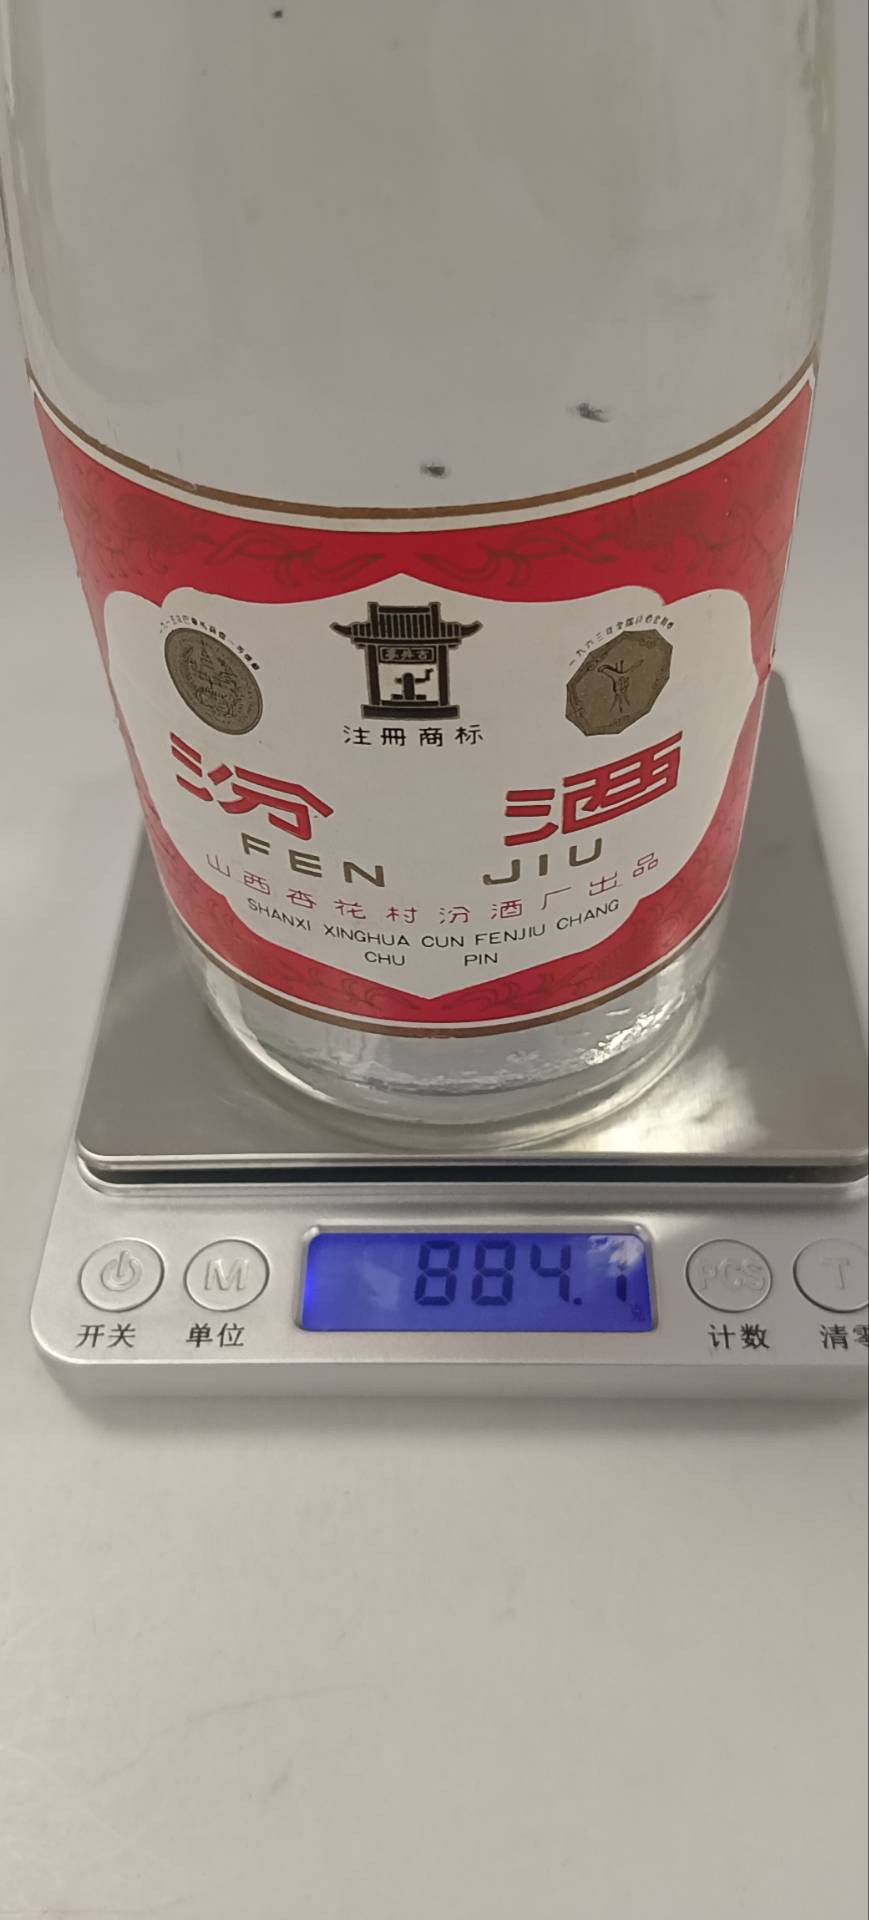 古井亭
注冊商标
汾酒
FEN JIU
山西杏花村汾酒厂出品
SHANXI XINGHUA CUN FENJIU CHANG
CHU PIN
884.1
克
M
PCS
T
开关
单位
计数
清零